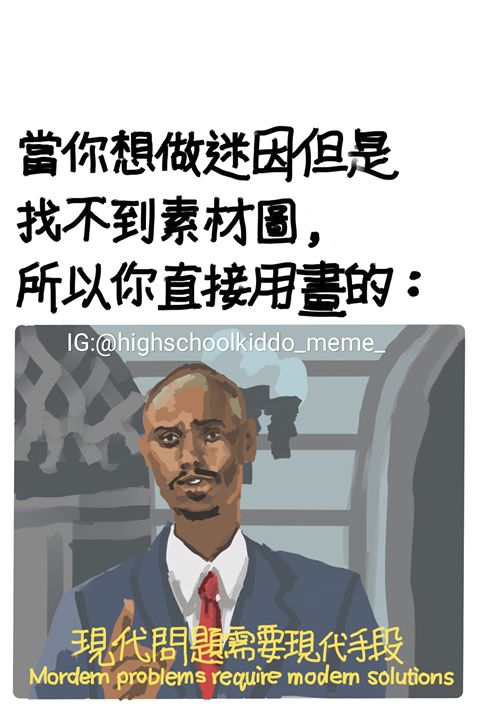 當你想做迷因但是
找不到素材圖，
所以你直接用畫的：
IG:@highschoolkiddo_meme_
現代問題需要現代手段
Mordern problems require modern solutions